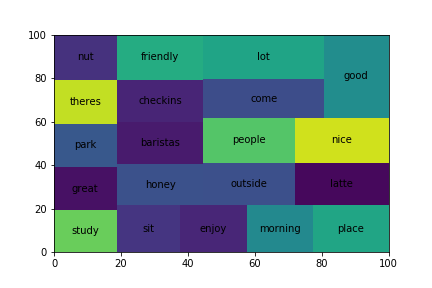 100
nut friendly lot good
80
theres checkins come
60
park baristas people nice
40
great honey outside latte
20
study sit enjoy morning place
0
0 20 40 60 80 100